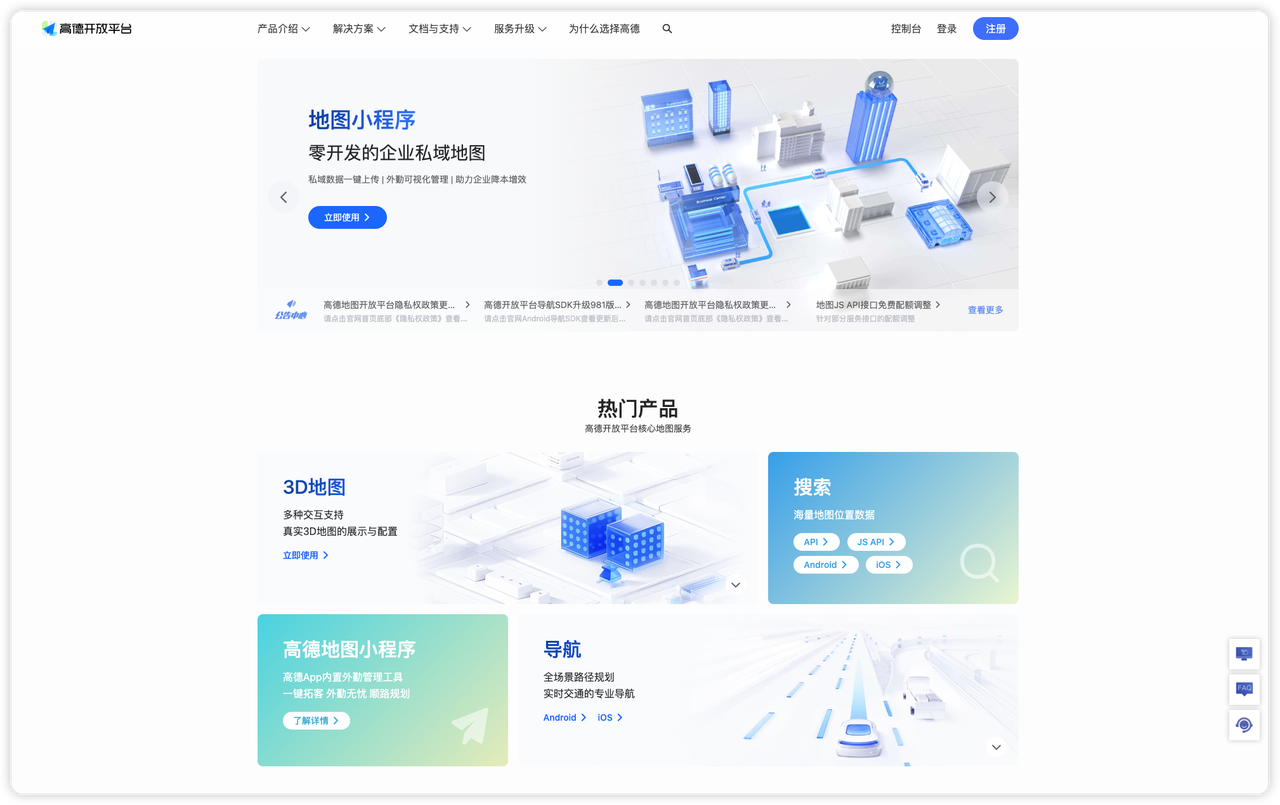 高德开放平台
产品介绍
解决方案
文档与支持
服务升级
为什么选择高德
控制台
登录
注册
地图小程序
零开发的企业私域地图
私域数据一键上传 | 外勤可视化管理 | 助力企业降本增效
立即使用
Business Center
公告中心
高德地图开放平台隐私权政策更...
请点击官网首页底部《隐私权政策》查看...
高德开放平台导航SDK升级981版...
请点击官网Android导航SDK查看更新后...
高德地图开放平台隐私权政策更...
请点击官网首页底部《隐私权政策》查看...
地图JS API接口免费配额调整
针对部分服务接口的配额调整
查看更多
热门产品
高德开放平台核心地图服务
3D地图
多种交互支持
真实3D地图的展示与配置
立即使用
搜索
海量地图位置数据
API
JS API
Android
iOS
高德地图小程序
高德App内置外勤管理工具
一键拓客 外勤无忧 顺路规划
了解详情
导航
全场景路径规划
实时交通的专业导航
Android
iOS
FAQ